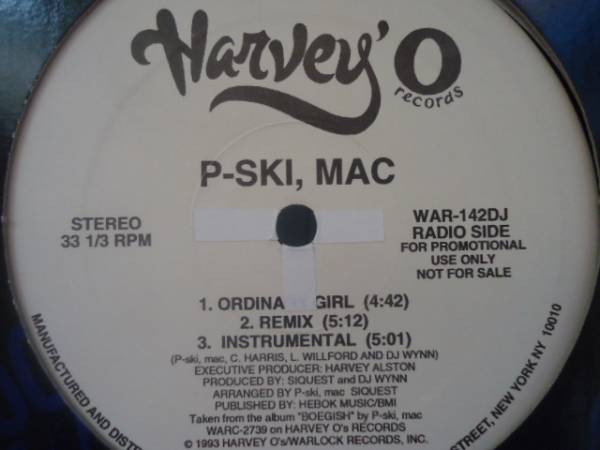 Harvey' O
records
P-SKI, MAC
STEREO
33 1/3 RPM
WAR-142DJ
RADIO SIDE
FOR PROMOTIONAL
USE ONLY
NOT FOR SALE
1. ORDINA GIRL (4:42)
2. REMIX (5:12)
3. INSTRUMENTAL (5:01)
(P-ski, mac, C. HARRIS, L. WILLFORD AND DJ WYNN)
EXECUTIVE PRODUCER: HARVEY ALSTON
PRODUCED BY: SIQUEST and DJ WYNN
ARRANGED BY P-ski, mac SIQUEST
PUBLISHED BY: HEBOK MUSIC/BMI
Taken from the album "BOEGISH" by P-ski, mac
WARC-2739 on HARVEY O's RECORDS
© 1993 HARVEY O's/WARLOCK RECORDS, INC.
MANUFACTURED AND DIST
STREET, NEW YORK NY 10010